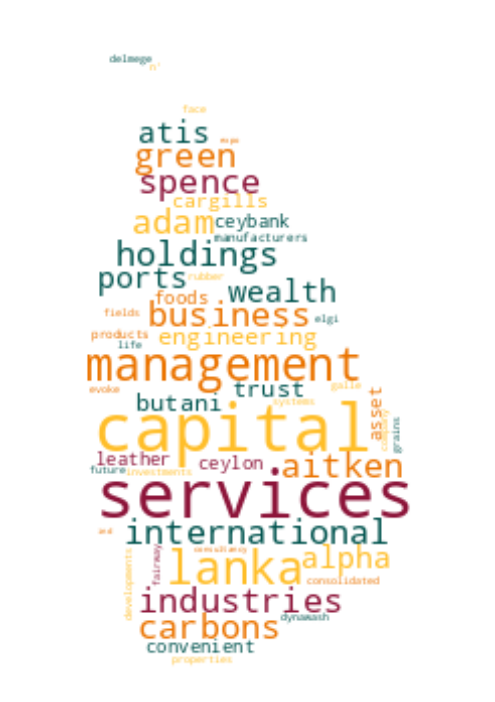 delmege
n'
face
atis
expo
green
spence
cargills
adam
ceybank
manufacturers
holdings
ports
rubber
wealth
foods
fields
business
elgi
products
engineering
life
management
galle
evoke
trust
butani
systems
asset
company
grains
capital
leather
ceylon
aitken
future
investments
services
and
international
consultancy
lanka
alpha
fairway
developments
consolidated
industries
dynawash
carbons
convenient
properties